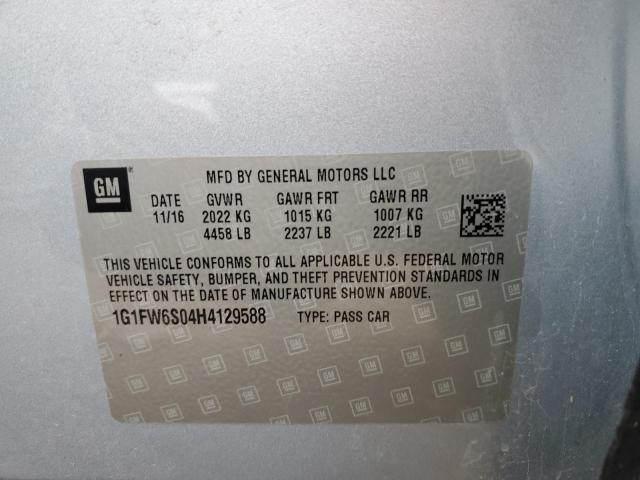 GM
MFD BY GENERAL MOTORS LLC
DATE GVWR GAWR FRT GAWR RR
11/16 2022 KG 1015 KG 1007 KG
4458 LB 2237 LB 2221 LB
THIS VEHICLE CONFORMS TO ALL APPLICABLE U.S. FEDERAL MOTOR
VEHICLE SAFETY, BUMPER, AND THEFT PREVENTION STANDARDS IN
EFFECT ON THE DATE OF MANUFACTURE SHOWN ABOVE.
1G1FW6S04H4129588 TYPE: PASS CAR